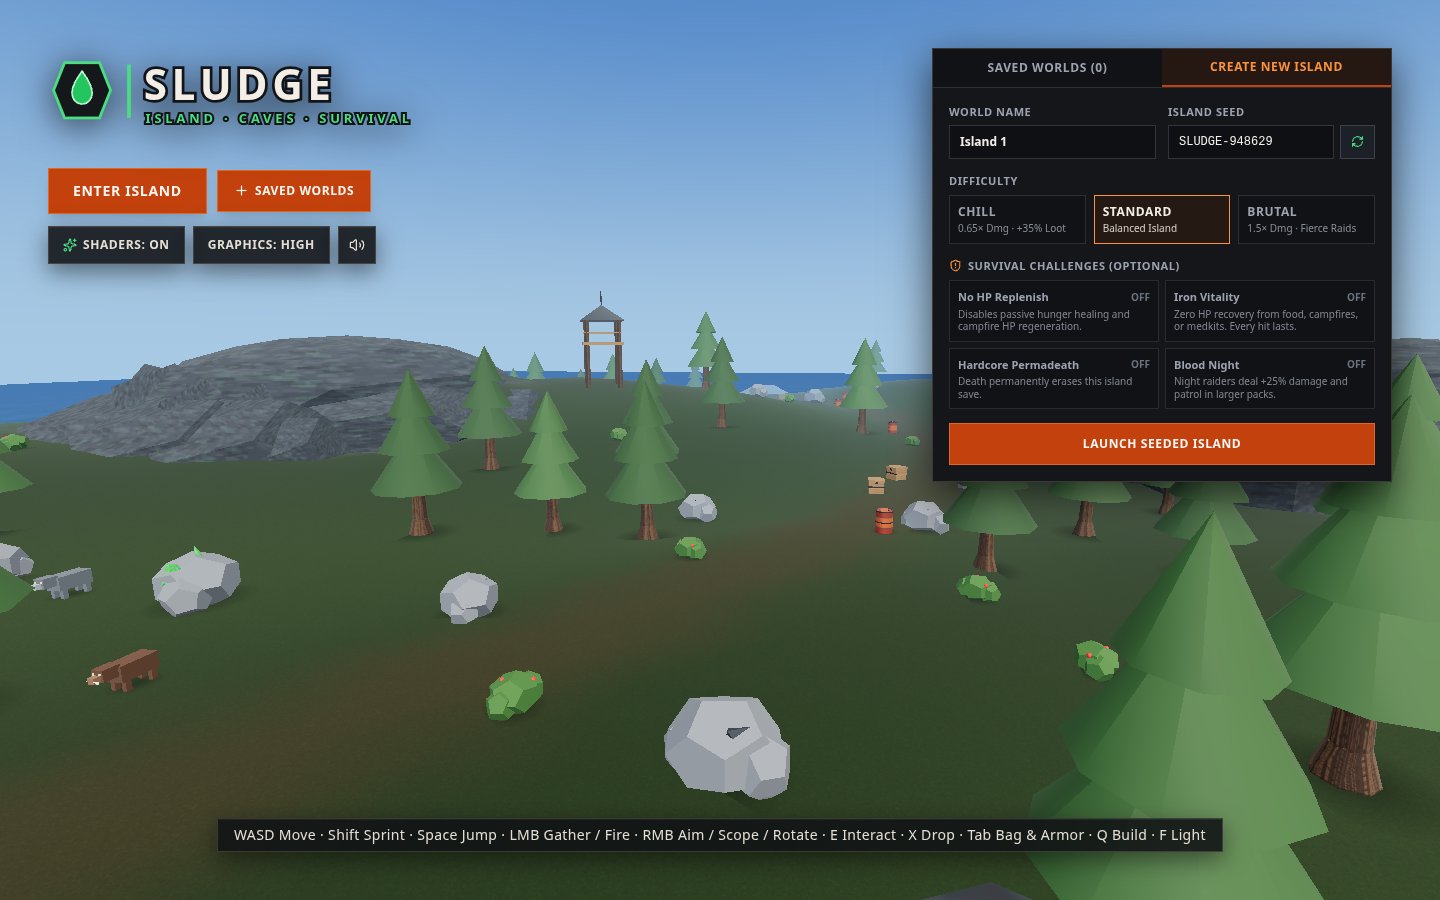 SLUDGE
ISLAND · CAVES · SURVIVAL
ENTER ISLAND
SAVED WORLDS
SHADERS: ON
GRAPHICS: HIGH
SAVED WORLDS (0)
CREATE NEW ISLAND
WORLD NAME
ISLAND SEED
Island 1
SLUDGE-948629
DIFFICULTY
CHILL
0.65× Dmg · +35% Loot
STANDARD
Balanced Island
BRUTAL
1.5× Dmg · Fierce Raids
SURVIVAL CHALLENGES (OPTIONAL)
No HP Replenish OFF
Disables passive hunger healing and
campfire HP regeneration.
Iron Vitality OFF
Zero HP recovery from food, campfires,
or medkits. Every hit lasts.
Hardcore Permadeath OFF
Death permanently erases this island
save.
Blood Night OFF
Night raiders deal +25% damage and
patrol in larger packs.
LAUNCH SEEDED ISLAND
WASD Move · Shift Sprint · Space Jump · LMB Gather / Fire · RMB Aim / Scope / Rotate · E Interact · X Drop · Tab Bag & Armor · Q Build · F Light